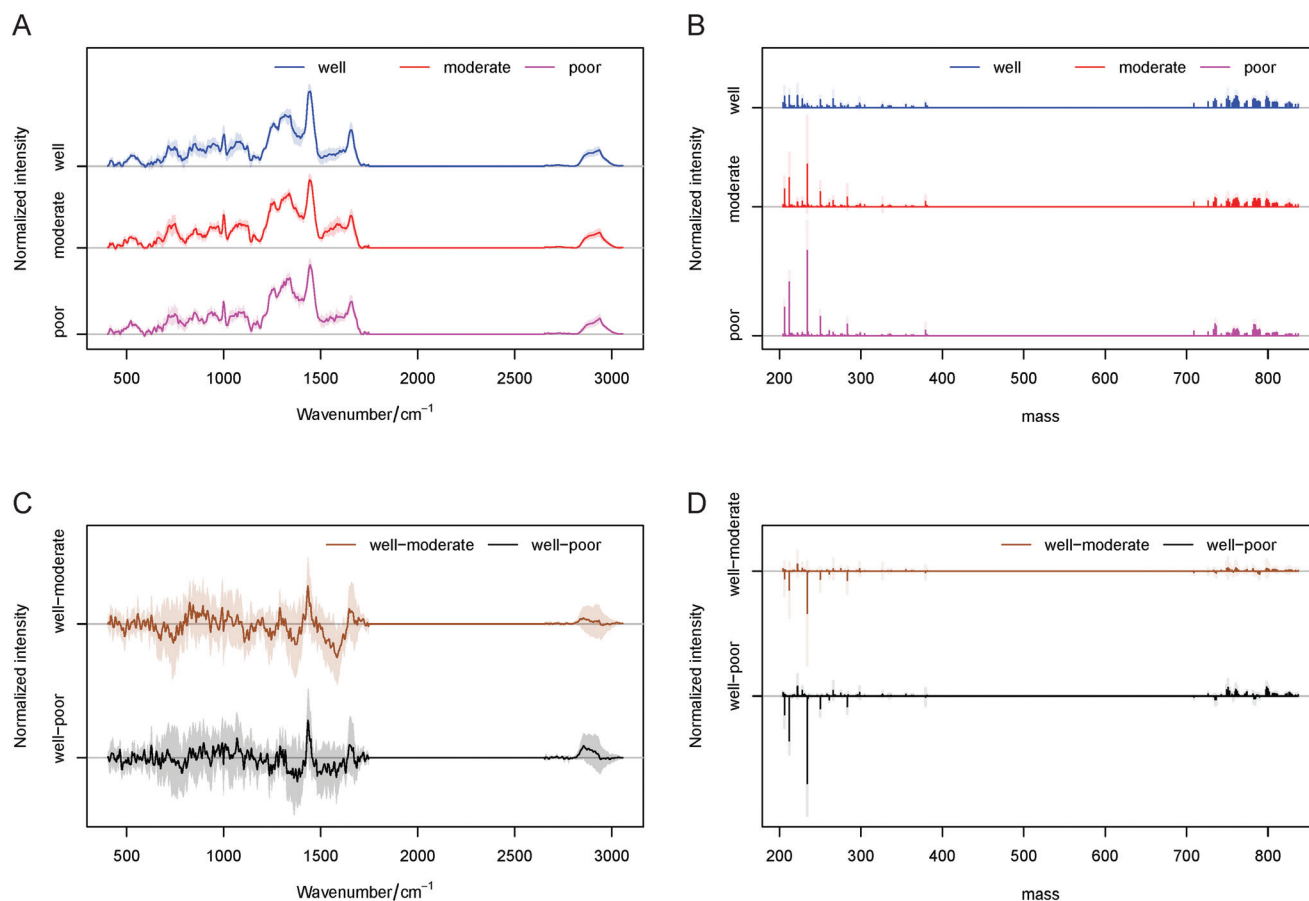 A
well moderate poor
Normalized intensity
well
moderate
poor
500 1000 1500 2000 2500 3000
Wavenumber/cm⁻¹
B
well moderate poor
Normalized intensity
well
moderate
poor
200 300 400 500 600 700 800
mass
C
well−moderate well−poor
Normalized intensity
well−moderate
well−poor
500 1000 1500 2000 2500 3000
Wavenumber/cm⁻¹
D
well−moderate well−poor
Normalized intensity
well−moderate
well−poor
200 300 400 500 600 700 800
mass